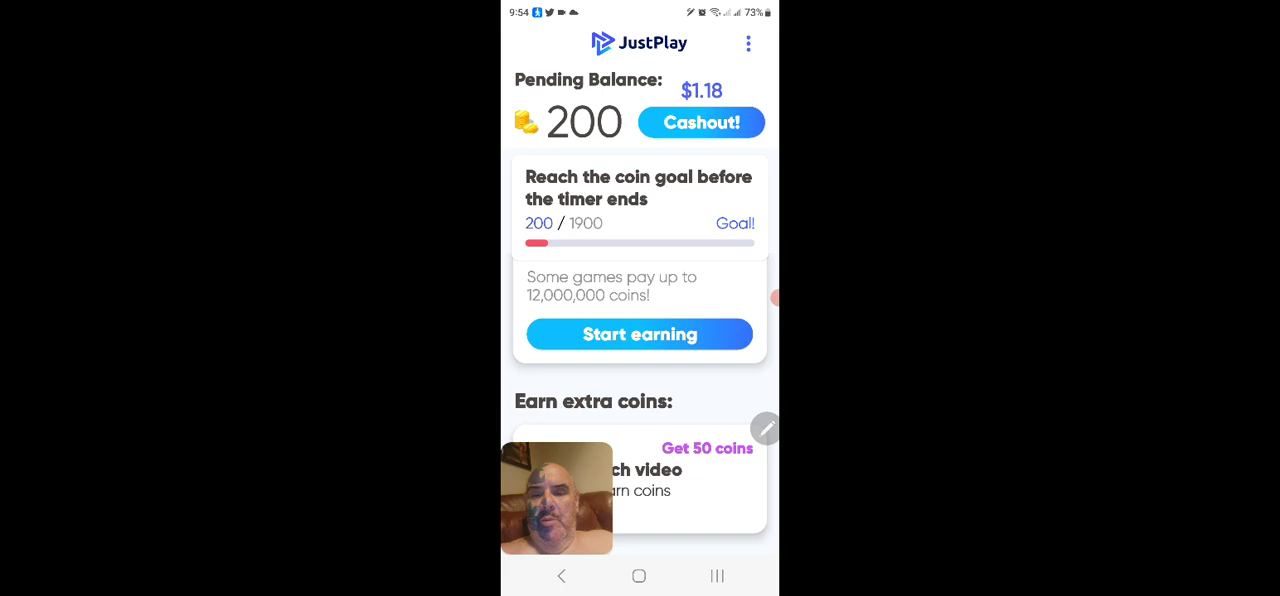 9:54
73%
JustPlay
Pending Balance:
$1.18
200
Cashout!
Reach the coin goal before
the timer ends
200 / 1900
Goal!
Some games pay up to
12,000,000 coins!
Start earning
Earn extra coins:
Get 50 coins
ch video
arn coins